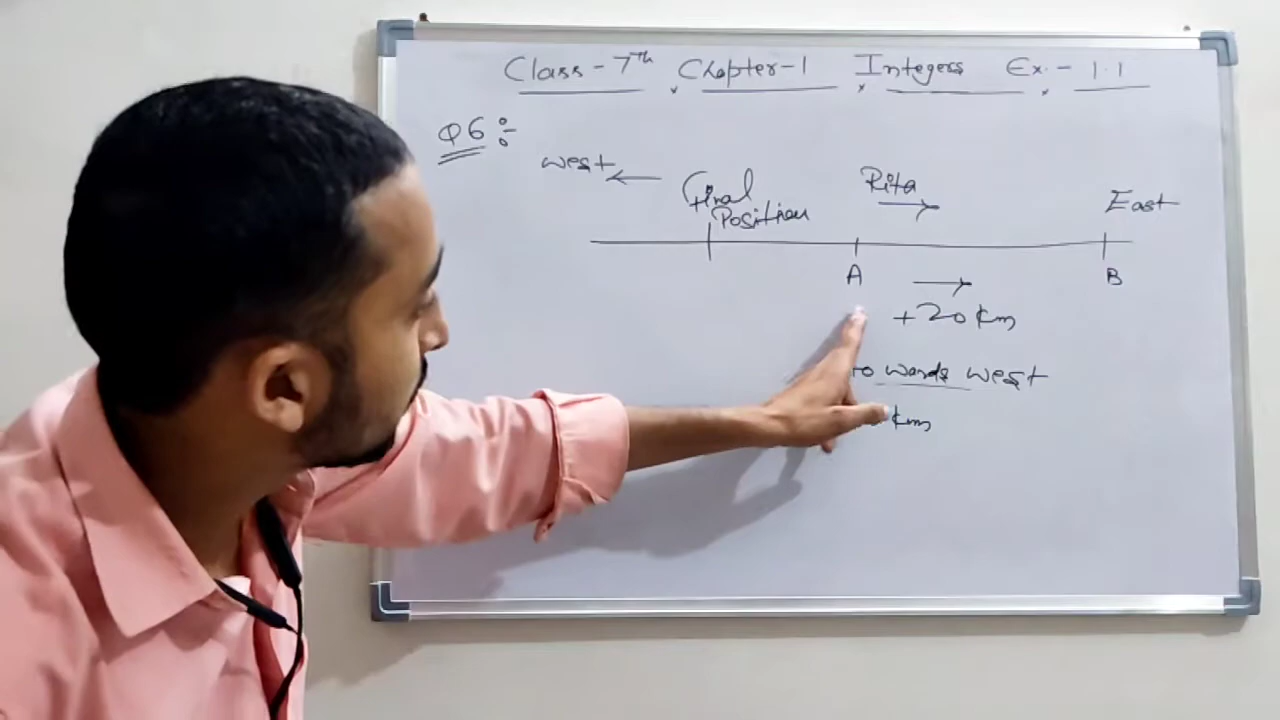 Class-7th Chapter-1 Integers Ex.-1.1
Q6:-
west ←
Final
Position
Rita
→
East
A
→
B
+20 km
towards west
km